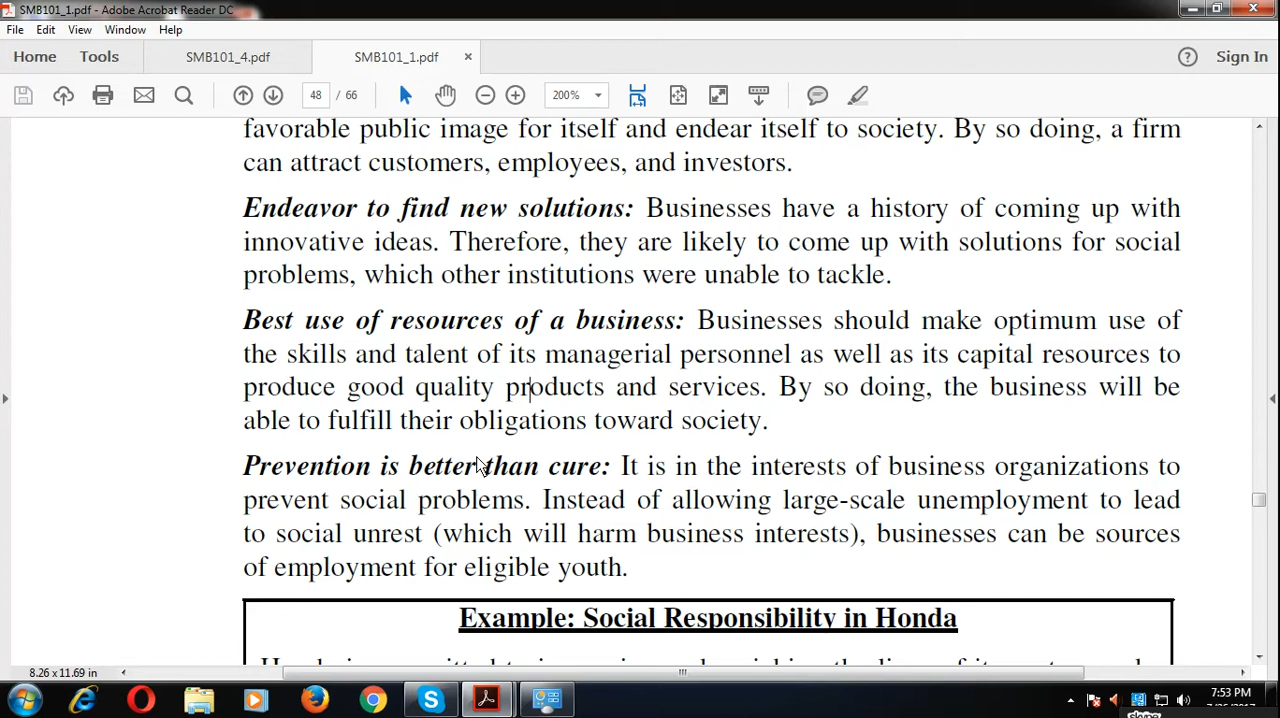 SMB101_1.pdf - Adobe Acrobat Reader DC
File Edit View Window Help
Home Tools SMB101_4.pdf SMB101_1.pdf × ? Sign In
48 / 66 200%
favorable public image for itself and endear itself to society. By so doing, a firm
can attract customers, employees, and investors.
Endeavor to find new solutions: Businesses have a history of coming up with
innovative ideas. Therefore, they are likely to come up with solutions for social
problems, which other institutions were unable to tackle.
Best use of resources of a business: Businesses should make optimum use of
the skills and talent of its managerial personnel as well as its capital resources to
produce good quality products and services. By so doing, the business will be
able to fulfill their obligations toward society.
Prevention is better than cure: It is in the interests of business organizations to
prevent social problems. Instead of allowing large-scale unemployment to lead
to social unrest (which will harm business interests), businesses can be sources
of employment for eligible youth.
Example: Social Responsibility in Honda
8.26 x 11.69 in
7:53 PM